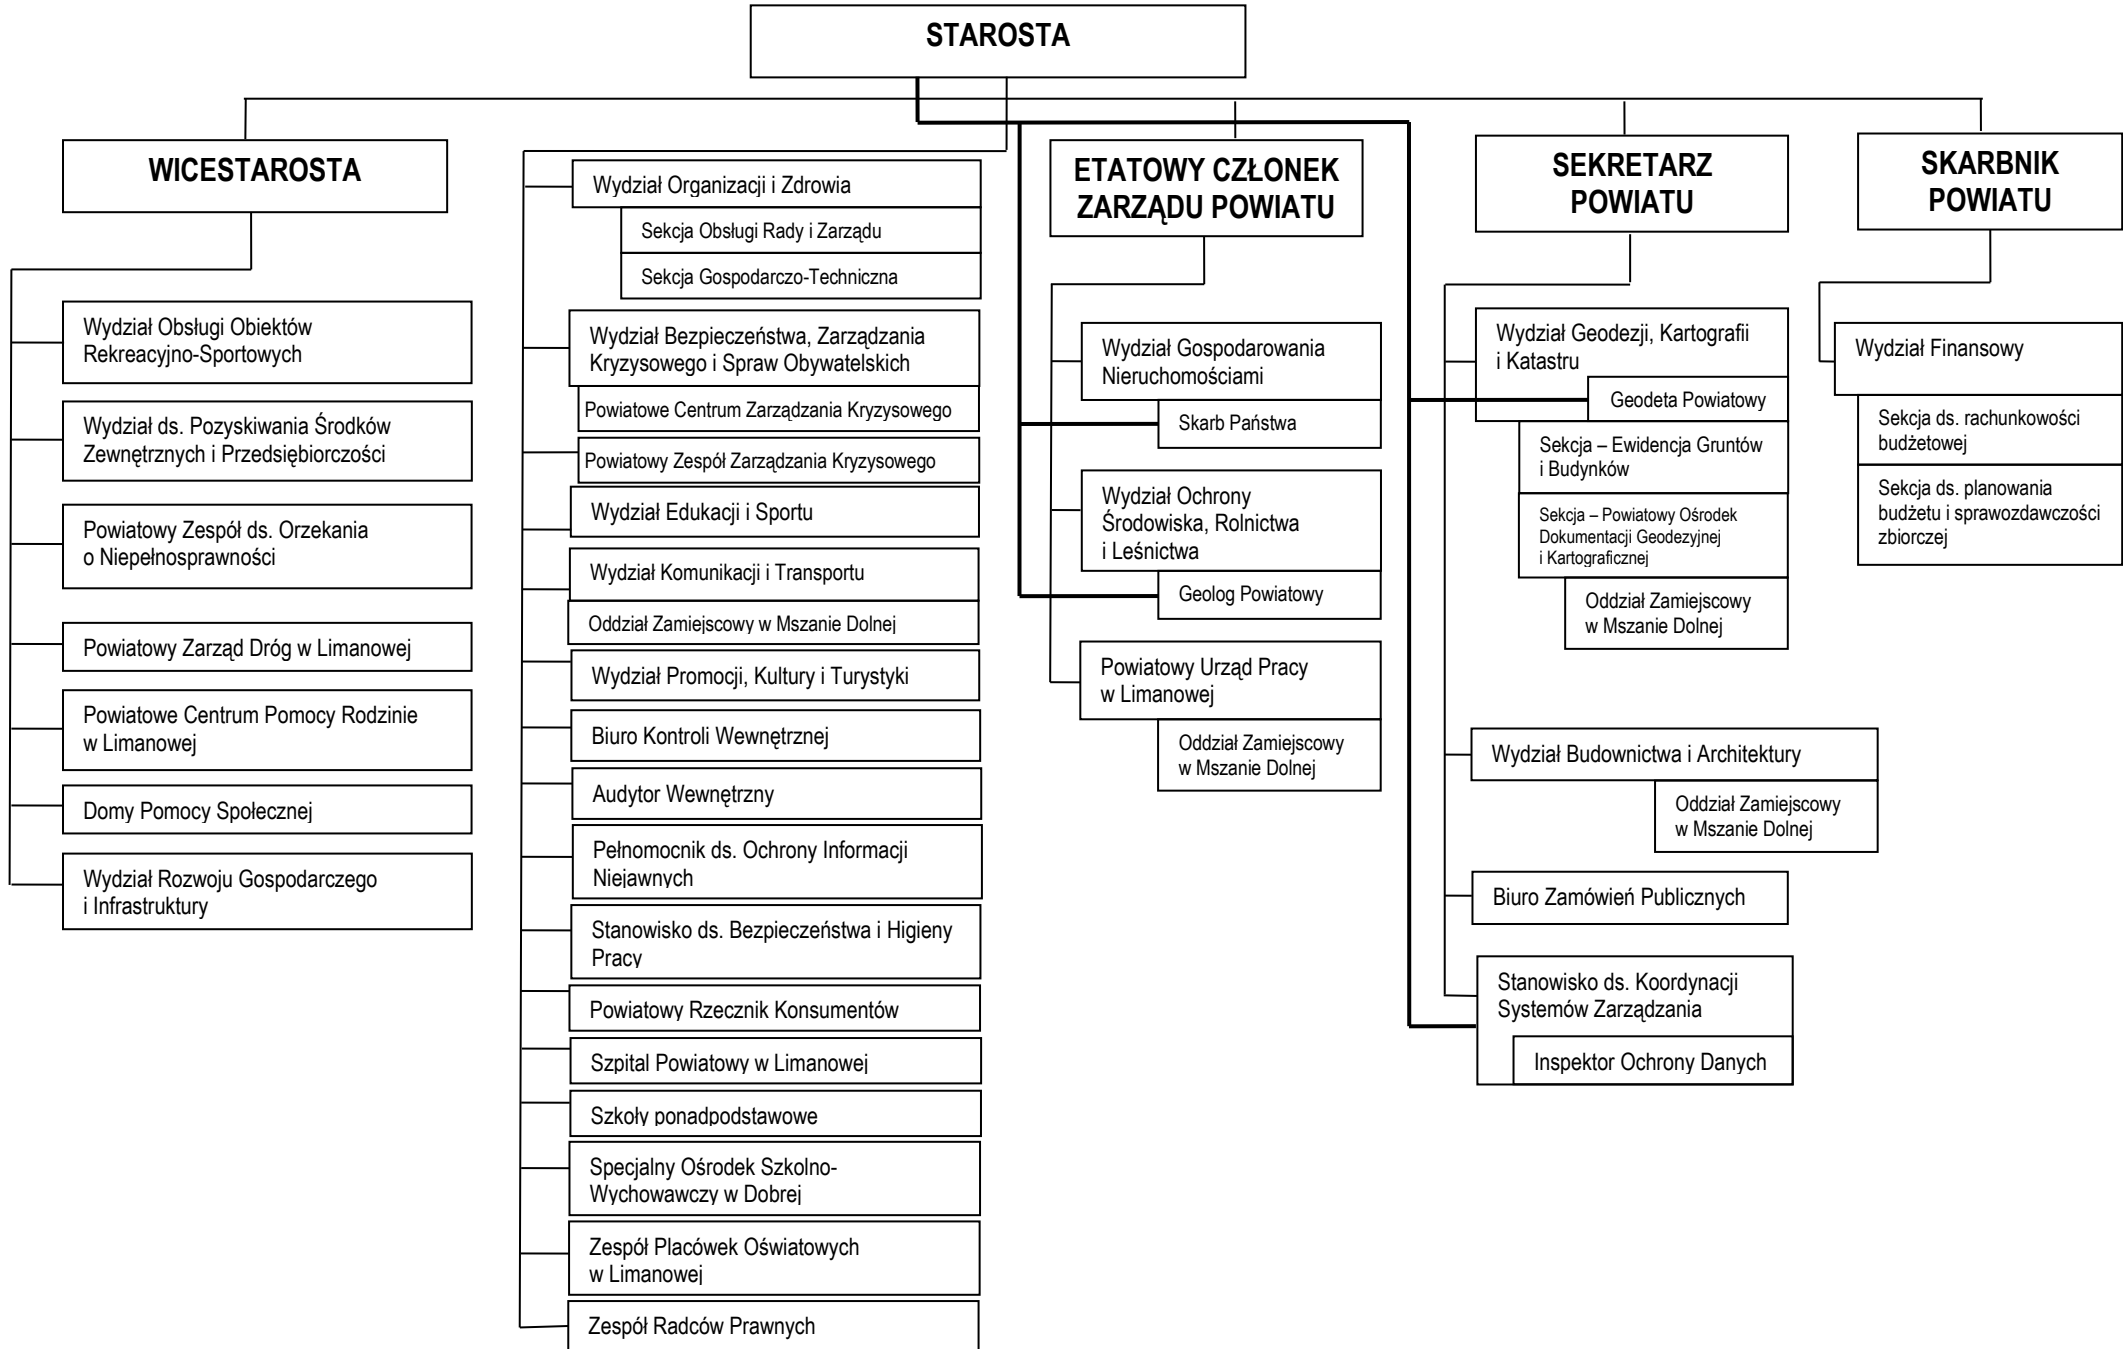 STAROSTA
WICESTAROSTA
Wydział Obsługi Obiektów
Rekreacyjno-Sportowych
Wydział ds. Pozyskiwania Środków
Zewnętrznych i Przedsiębiorczości
Powiatowy Zespół ds. Orzekania
o Niepełnosprawności
Powiatowy Zarząd Dróg w Limanowej
Powiatowe Centrum Pomocy Rodzinie
w Limanowej
Domy Pomocy Społecznej
Wydział Rozwoju Gospodarczego
i Infrastruktury
Wydział Organizacji i Zdrowia
Sekcja Obsługi Rady i Zarządu
Sekcja Gospodarczo-Techniczna
Wydział Bezpieczeństwa, Zarządzania
Kryzysowego i Spraw Obywatelskich
Powiatowe Centrum Zarządzania Kryzysowego
Powiatowy Zespół Zarządzania Kryzysowego
Wydział Edukacji i Sportu
Wydział Komunikacji i Transportu
Oddział Zamiejscowy w Mszanie Dolnej
Wydział Promocji, Kultury i Turystyki
Biuro Kontroli Wewnętrznej
Audytor Wewnętrzny
Pełnomocnik ds. Ochrony Informacji
Niejawnych
Stanowisko ds. Bezpieczeństwa i Higieny
Pracy
Powiatowy Rzecznik Konsumentów
Szpital Powiatowy w Limanowej
Szkoły ponadpodstawowe
Specjalny Ośrodek Szkolno-
Wychowawczy w Dobrej
Zespół Placówek Oświatowych
w Limanowej
Zespół Radców Prawnych
ETATOWY CZŁONEK
ZARZĄDU POWIATU
Wydział Gospodarowania
Nieruchomościami
Skarb Państwa
Wydział Ochrony
Środowiska, Rolnictwa
i Leśnictwa
Geolog Powiatowy
Powiatowy Urząd Pracy
w Limanowej
Oddział Zamiejscowy
w Mszanie Dolnej
SEKRETARZ
POWIATU
Wydział Geodezji, Kartografii
i Katastru
Geodeta Powiatowy
Sekcja – Ewidencja Gruntów
i Budynków
Sekcja – Powiatowy Ośrodek
Dokumentacji Geodezyjnej
i Kartograficznej
Oddział Zamiejscowy
w Mszanie Dolnej
Wydział Budownictwa i Architektury
Oddział Zamiejscowy
w Mszanie Dolnej
Biuro Zamówień Publicznych
Stanowisko ds. Koordynacji
Systemów Zarządzania
Inspektor Ochrony Danych
SKARBNIK
POWIATU
Wydział Finansowy
Sekcja ds. rachunkowości
budżetowej
Sekcja ds. planowania
budżetu i sprawozdawczości
zbiorczej